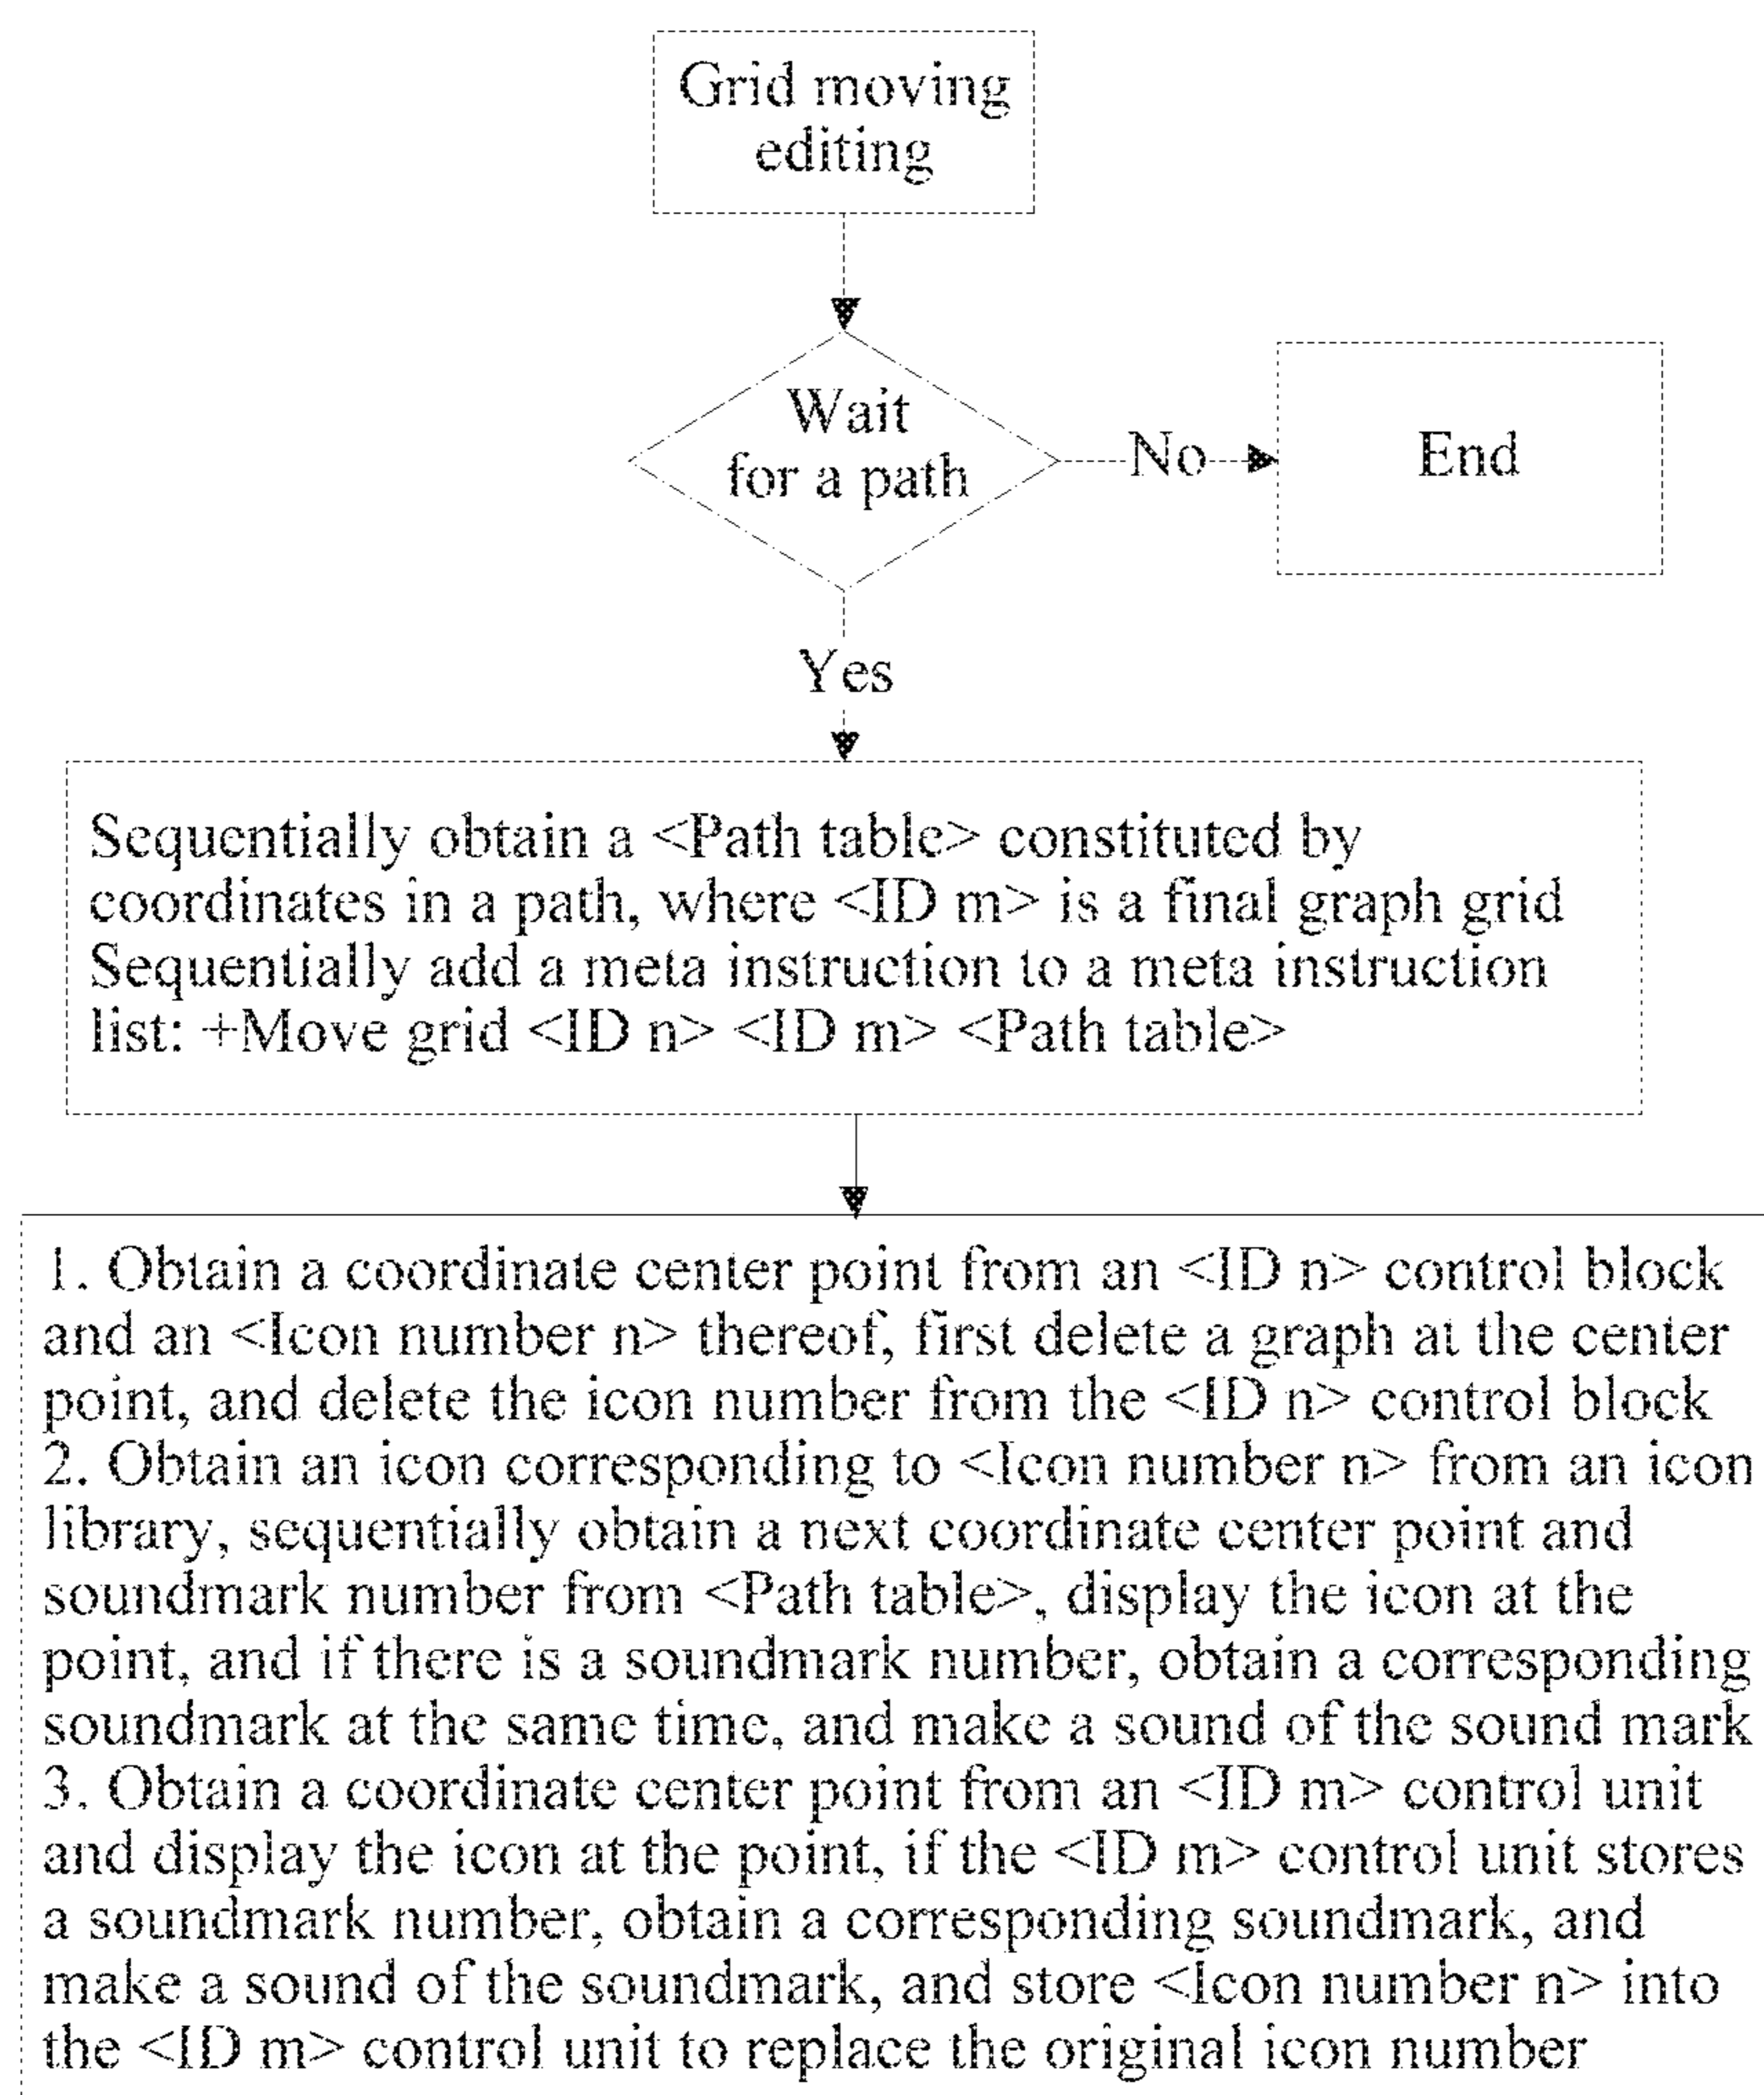 Grid moving
editing
Wait
for a path
No
End
Yes
Sequentially obtain a <Path table> constituted by
coordinates in a path, where <ID m> is a final graph grid
Sequentially add a meta instruction to a meta instruction
list: +Move grid <ID n> <ID m> <Path table>
1. Obtain a coordinate center point from an <ID n> control block
and an <Icon number n> thereof, first delete a graph at the center
point, and delete the icon number from the <ID n> control block
2. Obtain an icon corresponding to <Icon number n> from an icon
library, sequentially obtain a next coordinate center point and
soundmark number from <Path table>, display the icon at the
point, and if there is a soundmark number, obtain a corresponding
soundmark at the same time, and make a sound of the sound mark
3. Obtain a coordinate center point from an <ID m> control unit
and display the icon at the point, if the <ID m> control unit stores
a soundmark number, obtain a corresponding soundmark, and
make a sound of the soundmark, and store <Icon number n> into
the <ID m> control unit to replace the original icon number